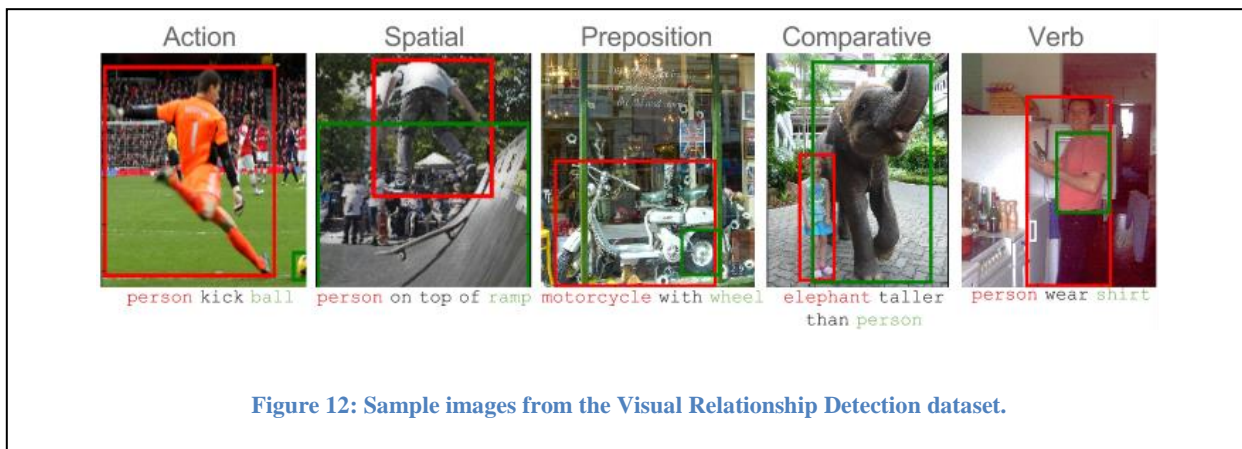 Action Spatial Preposition Comparative Verb
1
person kick ball person on top of ramp motorcycle with wheel elephant taller person wear shirt
than person
Figure 12: Sample images from the Visual Relationship Detection dataset.